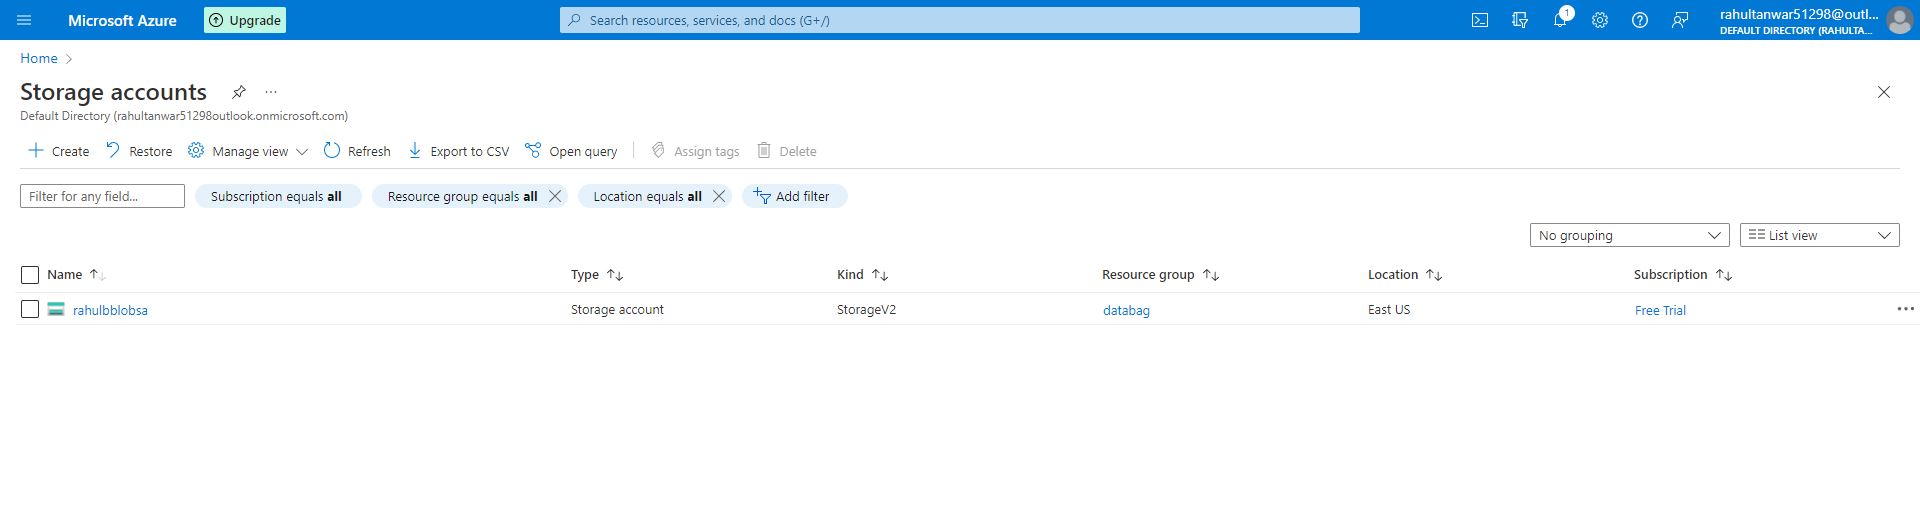 Microsoft Azure Upgrade Search resources, services, and docs (G+/) 1 rahultanwar51298@outl...
DEFAULT DIRECTORY (RAHULTA...
Home
Storage accounts ...
Default Directory (rahultanwar51298outlook.onmicrosoft.com)
Create Restore Manage view Refresh Export to CSV Open query Assign tags Delete
Filter for any field... Subscription equals all Resource group equals all Location equals all Add filter
No grouping List view
Name Type Kind Resource group Location Subscription
rahulbblobsa Storage account StorageV2 databag East US Free Trial